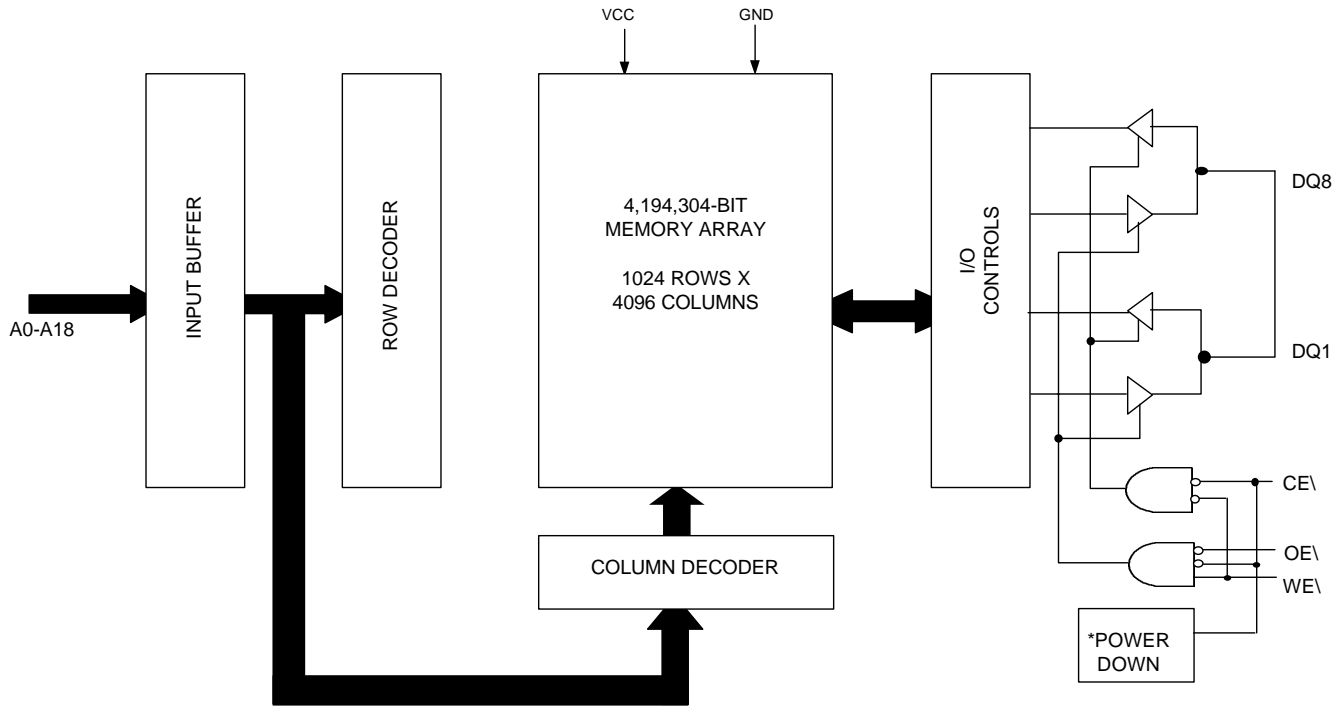 VCC
GND
A0-A18
INPUT BUFFER
ROW DECODER
4,194,304-BIT
MEMORY ARRAY
1024 ROWS X
4096 COLUMNS
I/O
CONTROLS
DQ8
DQ1
CE\
OE\
WE\
COLUMN DECODER
*POWER
DOWN